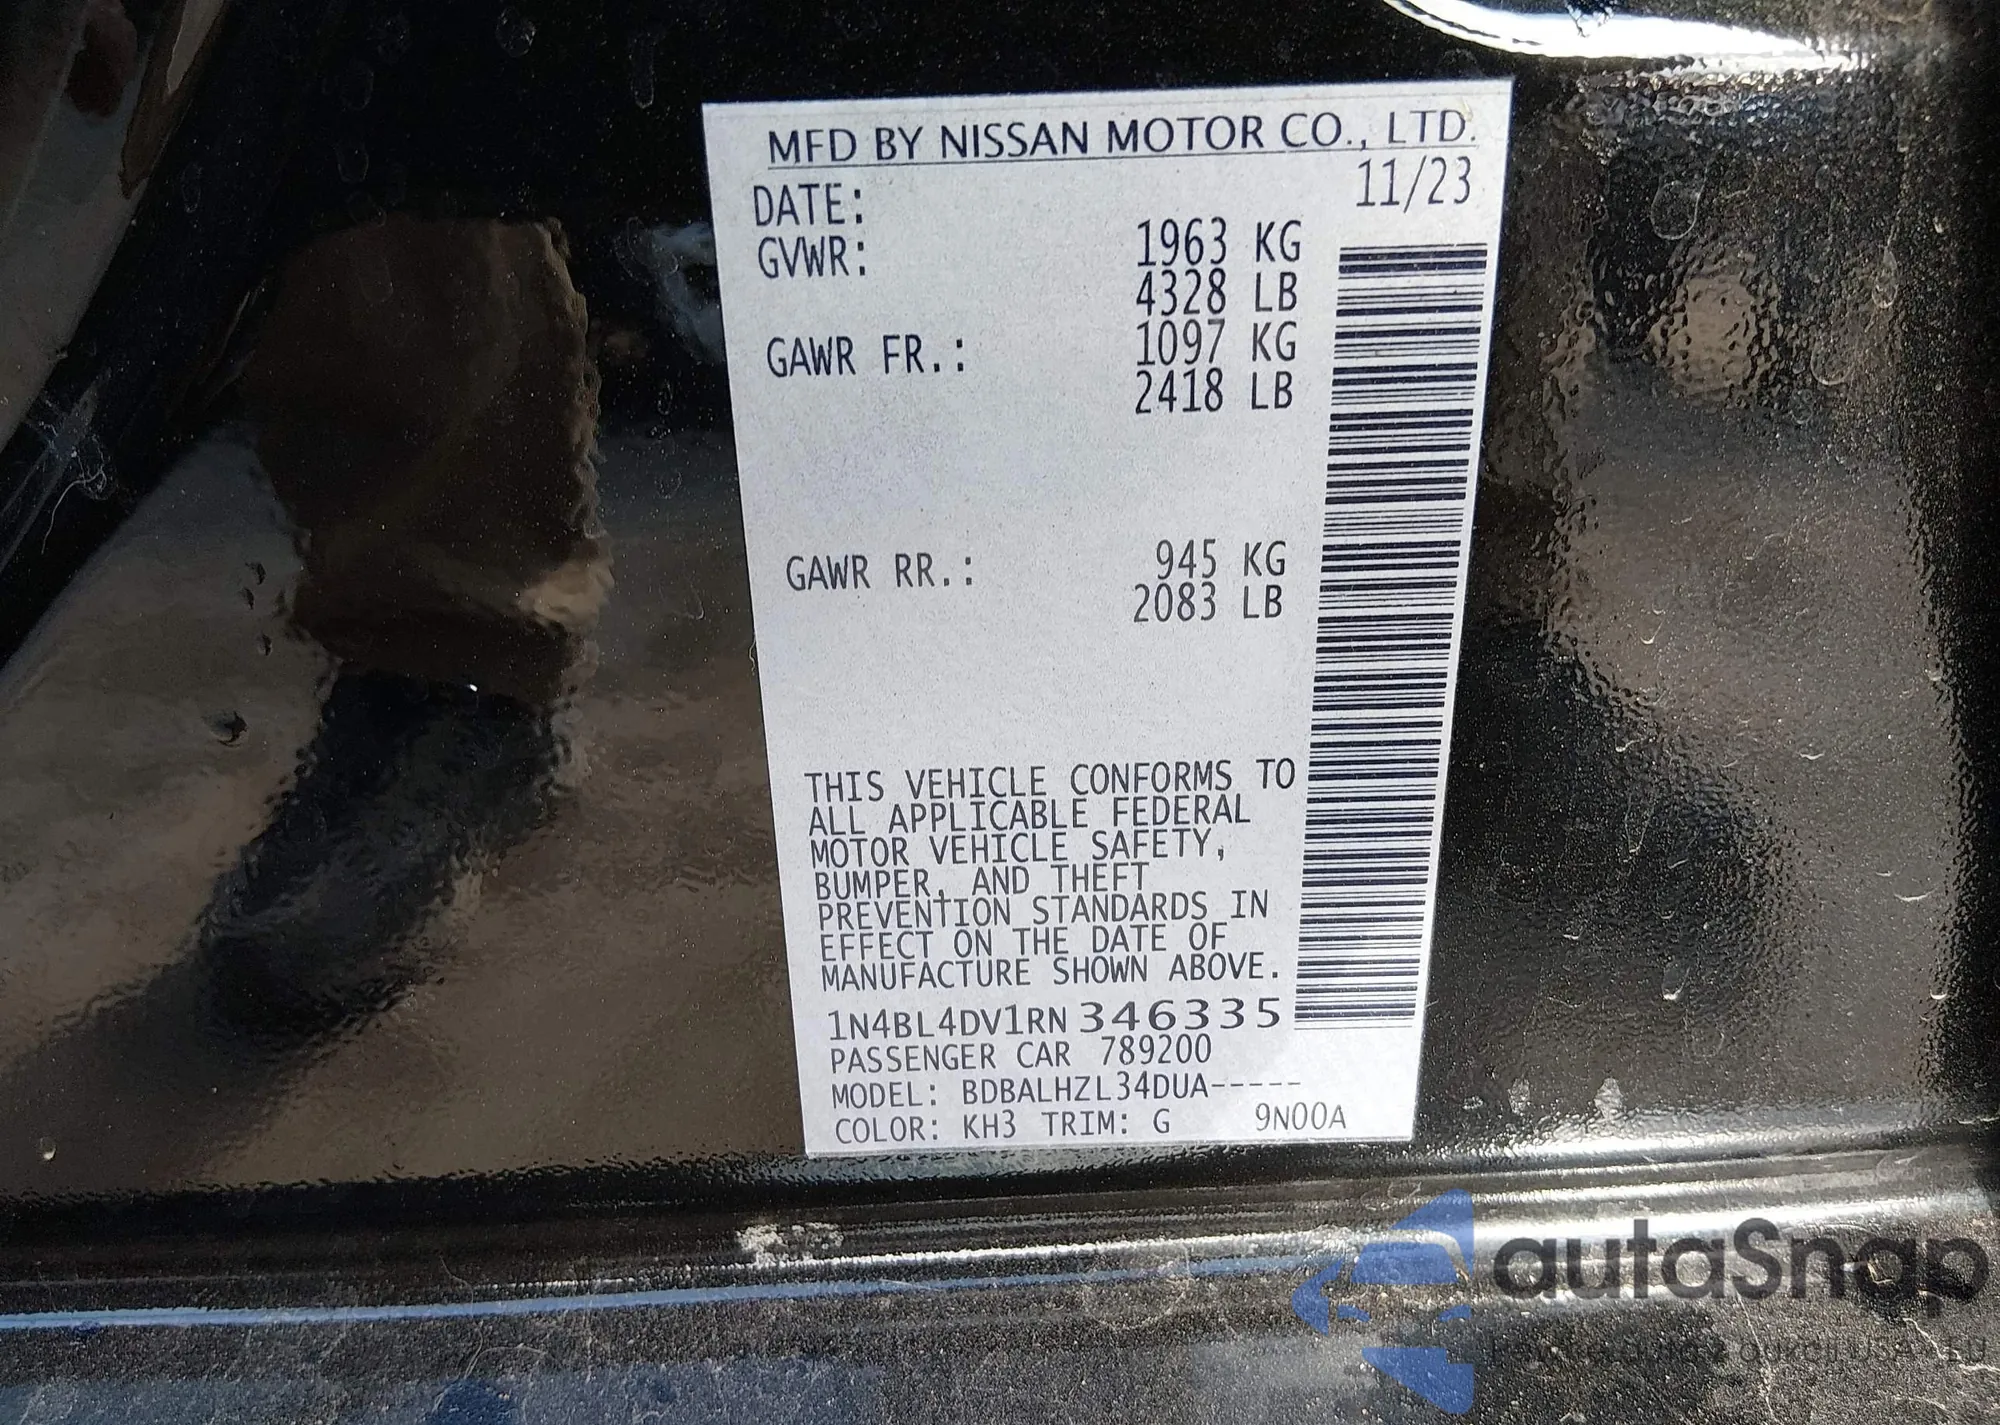 MFD BY NISSAN MOTOR CO., LTD.
DATE: 11/23
GVWR: 1963 KG
4328 LB
GAWR FR.: 1097 KG
2418 LB
GAWR RR.: 945 KG
2083 LB
THIS VEHICLE CONFORMS TO
ALL APPLICABLE FEDERAL
MOTOR VEHICLE SAFETY,
BUMPER, AND THEFT
PREVENTION STANDARDS IN
EFFECT ON THE DATE OF
MANUFACTURE SHOWN ABOVE.
1N4BL4DV1RN346335
PASSENGER CAR 789200
MODEL: BDBALHZL34DUA-----
COLOR: KH3 TRIM: G 9N00A
autaSnap